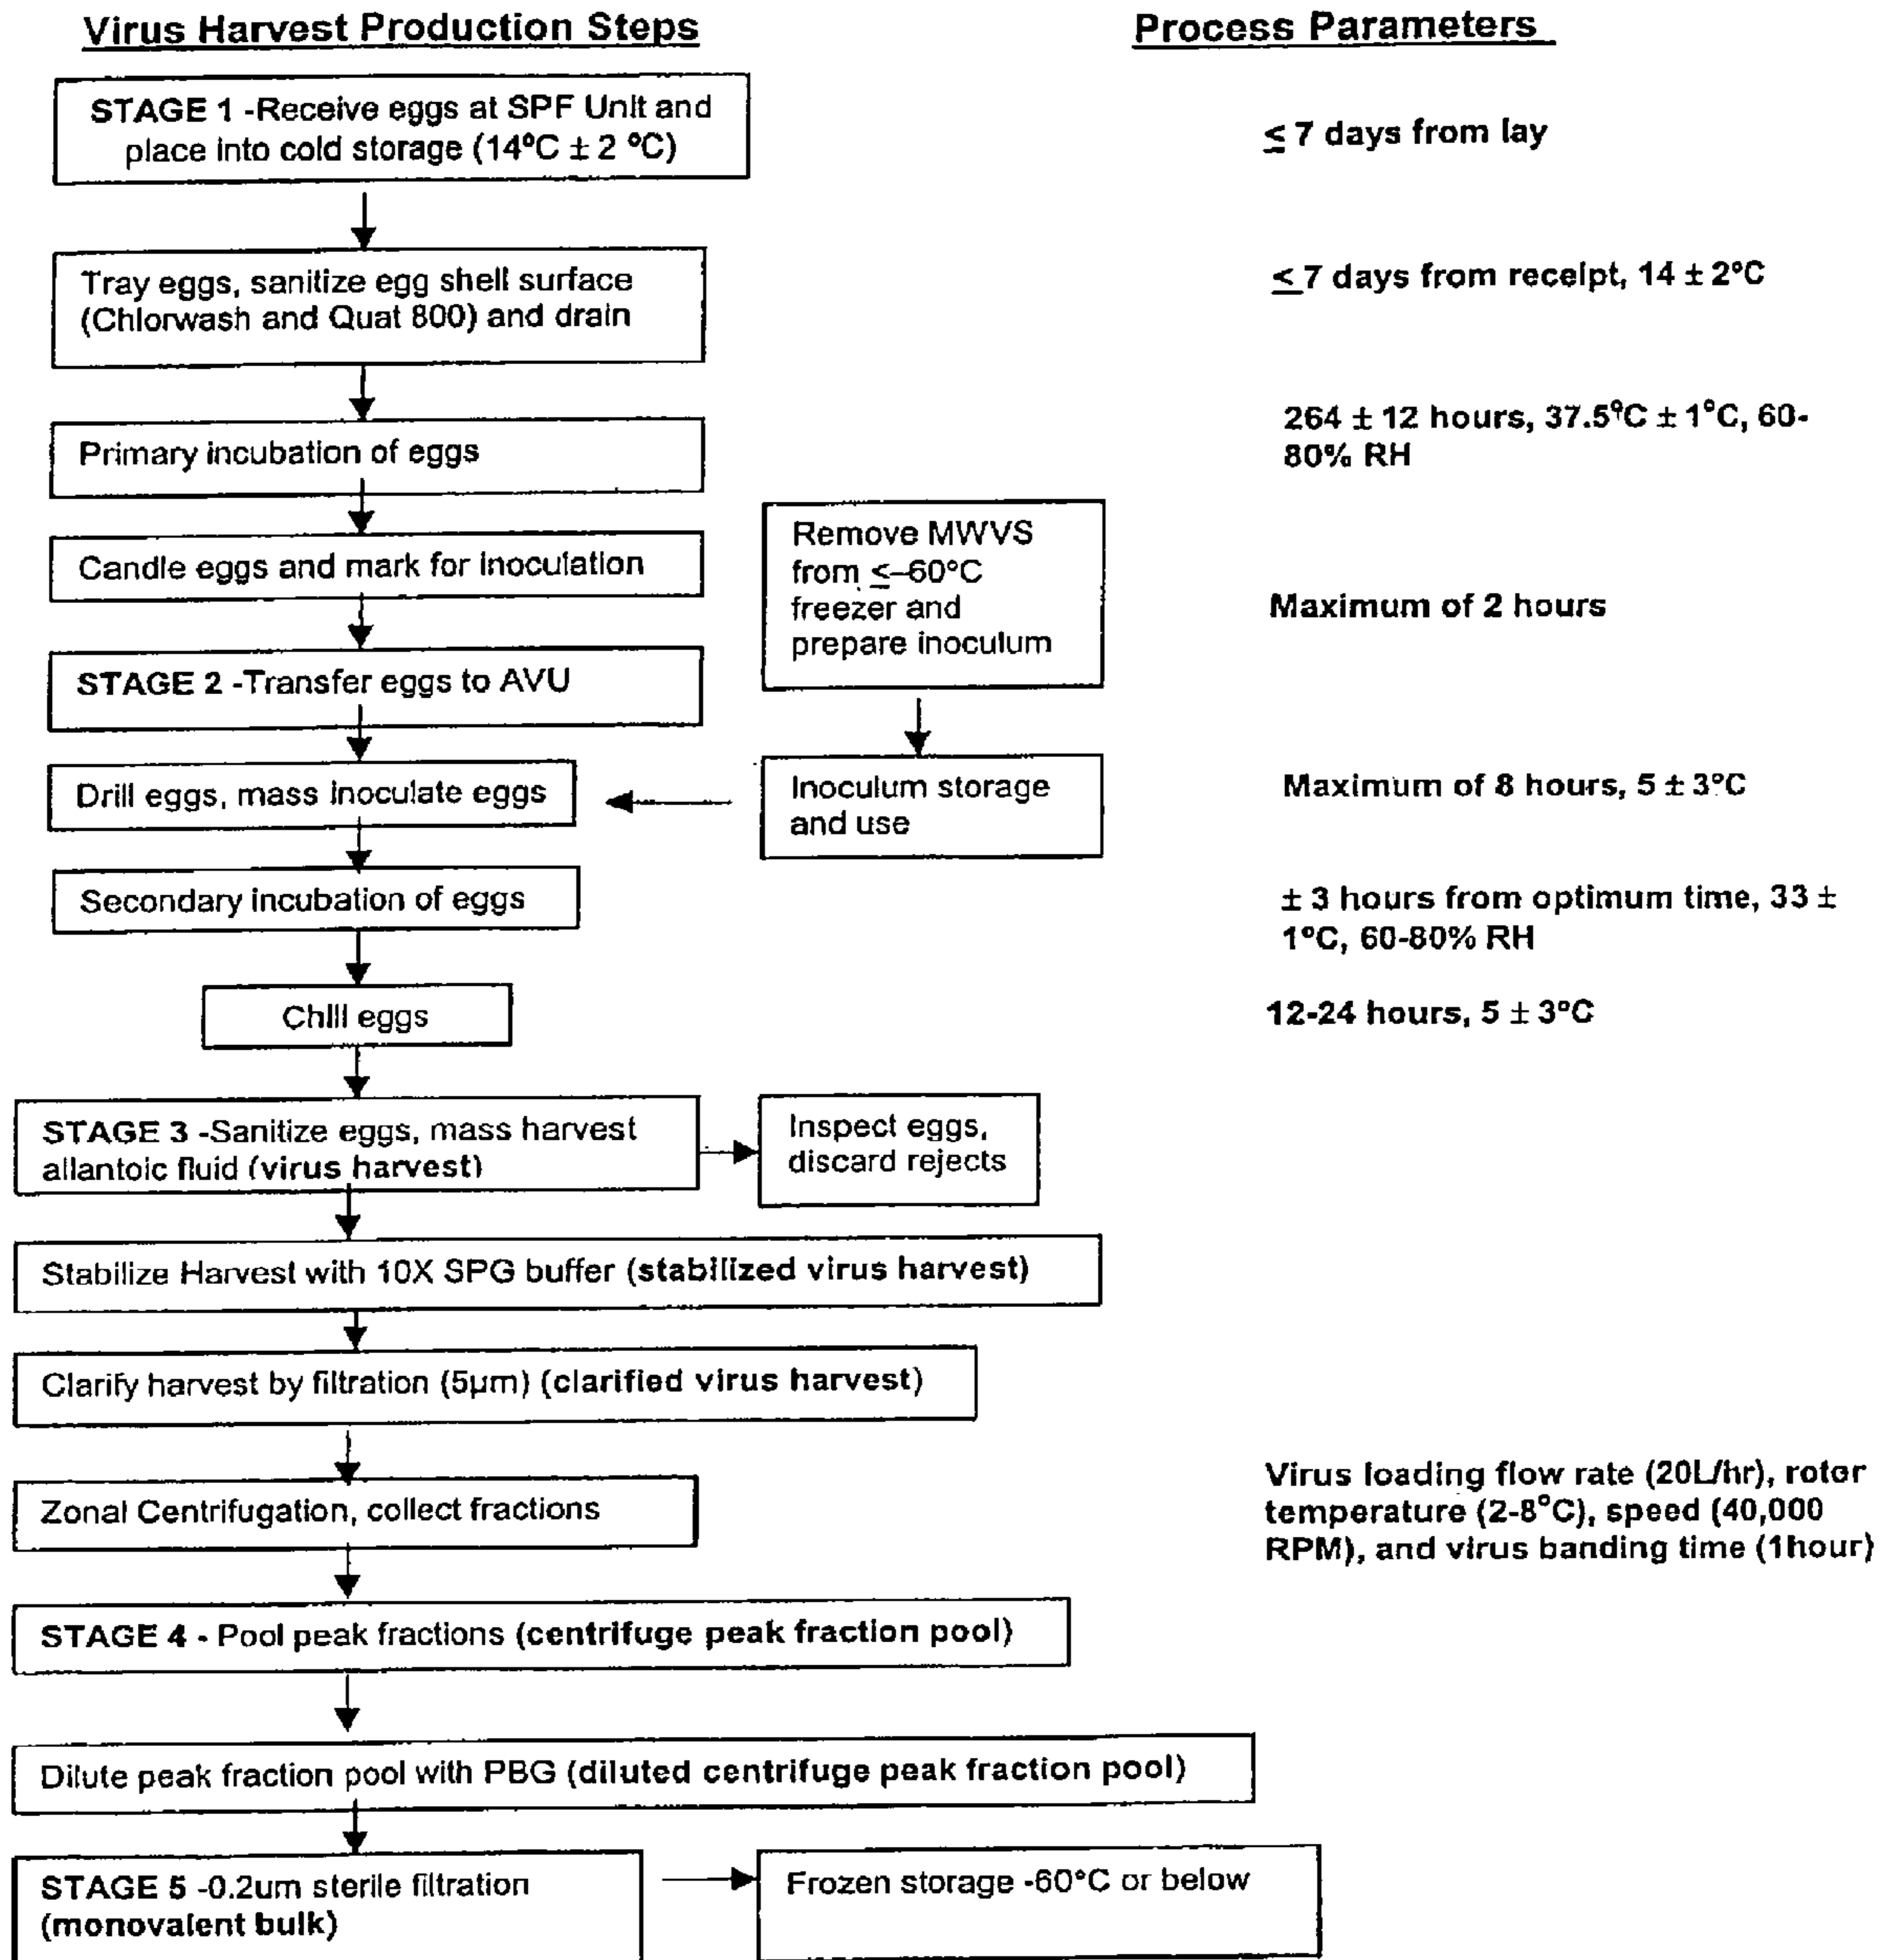 Virus Harvest Production Steps
Process Parameters
STAGE 1 -Receive eggs at SPF Unit and
place into cold storage (14ºC ± 2 ºC)
≤ 7 days from lay
Tray eggs, sanitize egg shell surface
(Chlorwash and Quat 800) and drain
≤ 7 days from receipt, 14 ± 2°C
Primary incubation of eggs
264 ± 12 hours, 37.5°C ± 1°C, 60-
80% RH
Candle eggs and mark for inoculation
Remove MWVS
from ≤–60°C
freezer and
prepare inoculum
Maximum of 2 hours
STAGE 2 -Transfer eggs to AVU
Drill eggs, mass inoculate eggs
Inoculum storage
and use
Maximum of 8 hours, 5 ± 3°C
Secondary incubation of eggs
± 3 hours from optimum time, 33 ±
1°C, 60-80% RH
Chill eggs
12-24 hours, 5 ± 3°C
STAGE 3 -Sanitize eggs, mass harvest
allantoic fluid (virus harvest)
Inspect eggs,
discard rejects
Stabilize Harvest with 10X SPG buffer (stabilized virus harvest)
Clarify harvest by filtration (5µm) (clarified virus harvest)
Zonal Centrifugation, collect fractions
Virus loading flow rate (20L/hr), rotor
temperature (2-8°C), speed (40,000
RPM), and virus banding time (1hour)
STAGE 4 - Pool peak fractions (centrifuge peak fraction pool)
Dilute peak fraction pool with PBG (diluted centrifuge peak fraction pool)
STAGE 5 -0.2um sterile filtration
(monovalent bulk)
Frozen storage -60°C or below